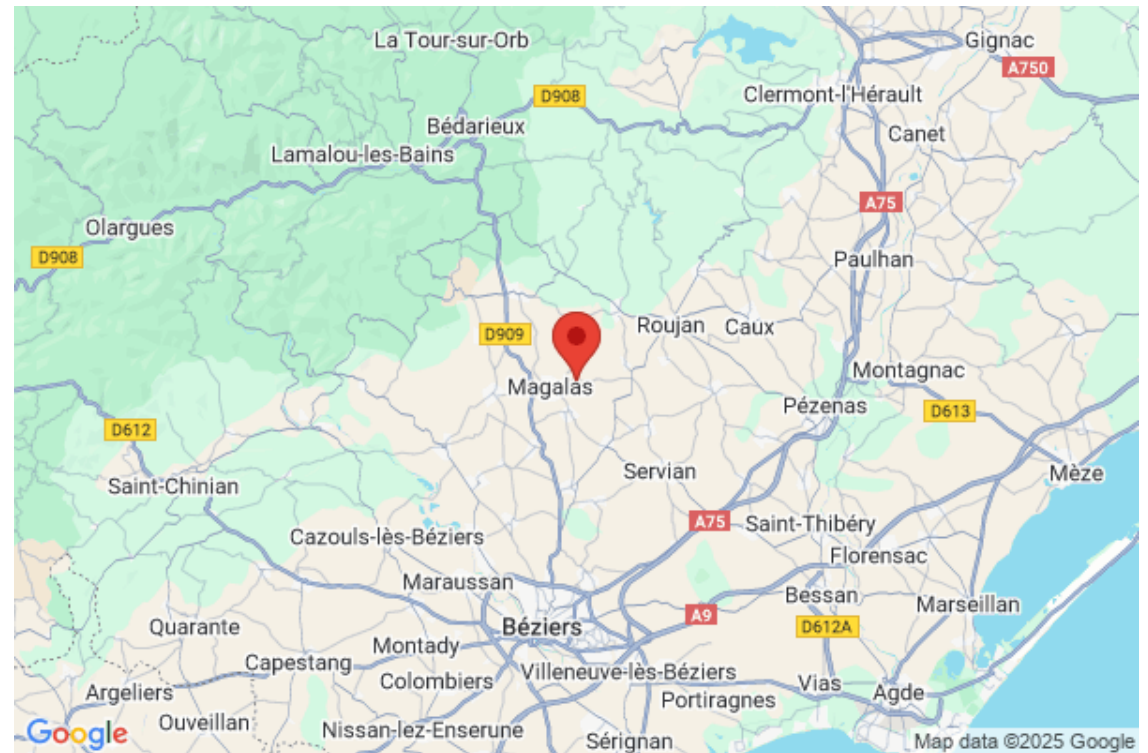 La Tour-sur-Orb
Gignac
A750
D908
Clermont-l'Hérault
Bédarieux
Canet
Lamalou-les-Bains
A75
Olargues
D908
Paulhan
D909
Roujan
Caux
Magalas
Montagnac
Pézenas
D613
D612
Servian
Mèze
Saint-Chinian
A75
Saint-Thibéry
Cazouls-lès-Béziers
Florensac
Maraussan
Bessan
Marseillan
A9
D612A
Quarante
Béziers
Montady
Capestang
Villeneuve-lès-Béziers
Colombiers
Vias
Agde
Argeliers
Portiragnes
Ouveillan
Nissan-lez-Enserune
Sérignan
Google
Map data ©2025 Google